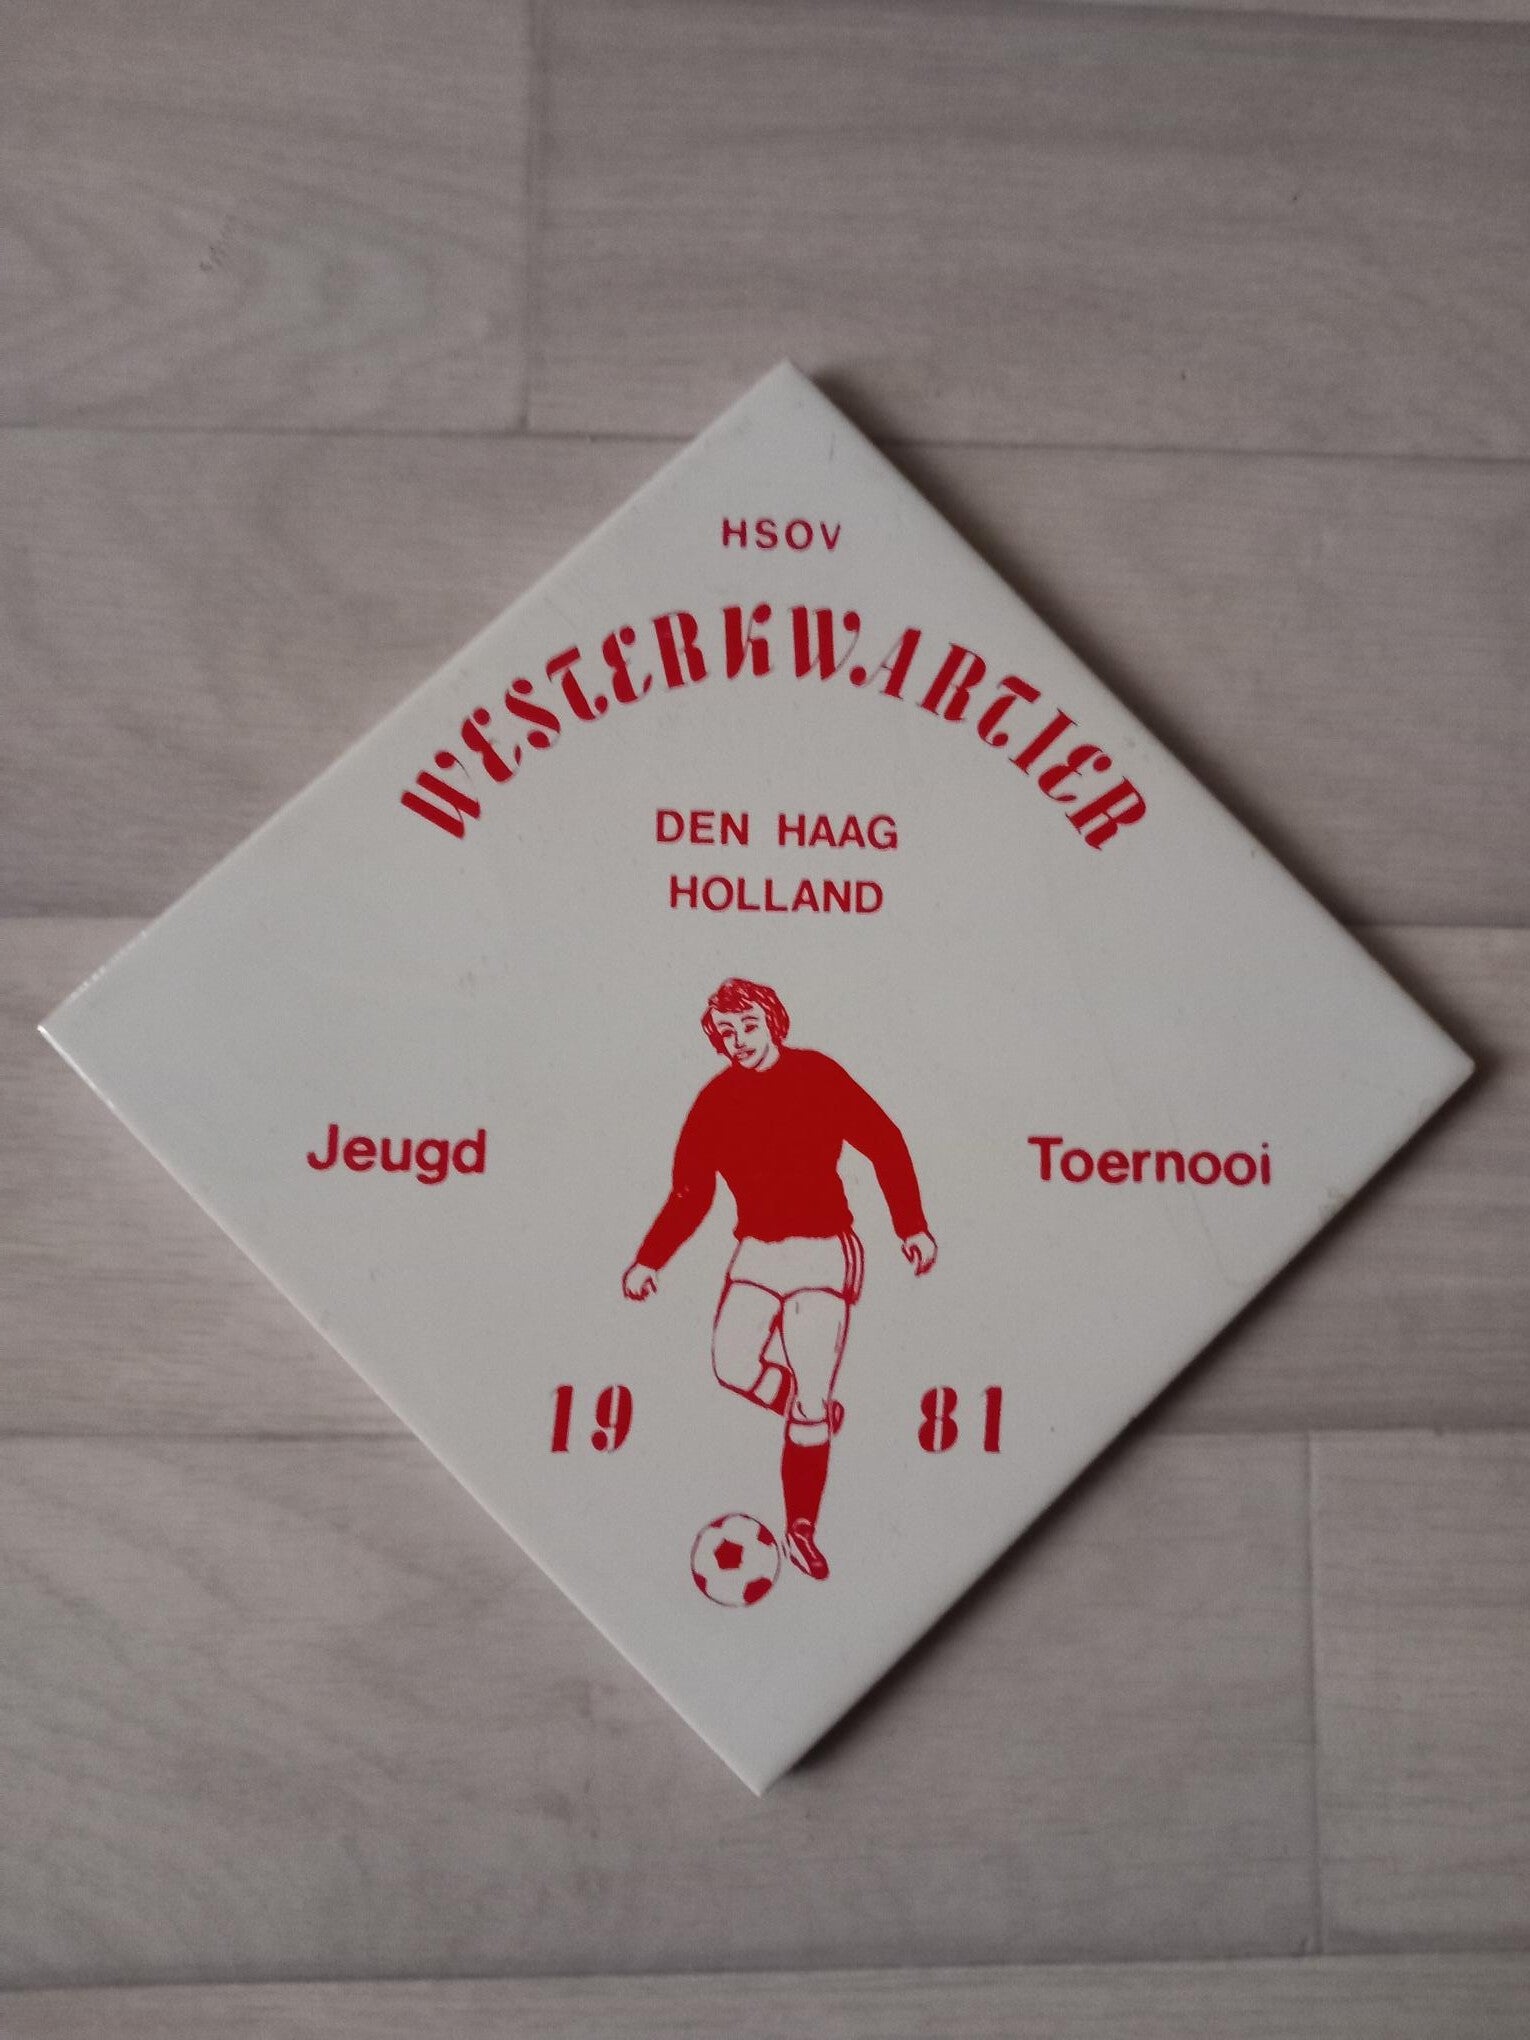 HSOV
WESTERKWARTIER
DEN HAAG
HOLLAND
Jeugd Toernooi
19 81